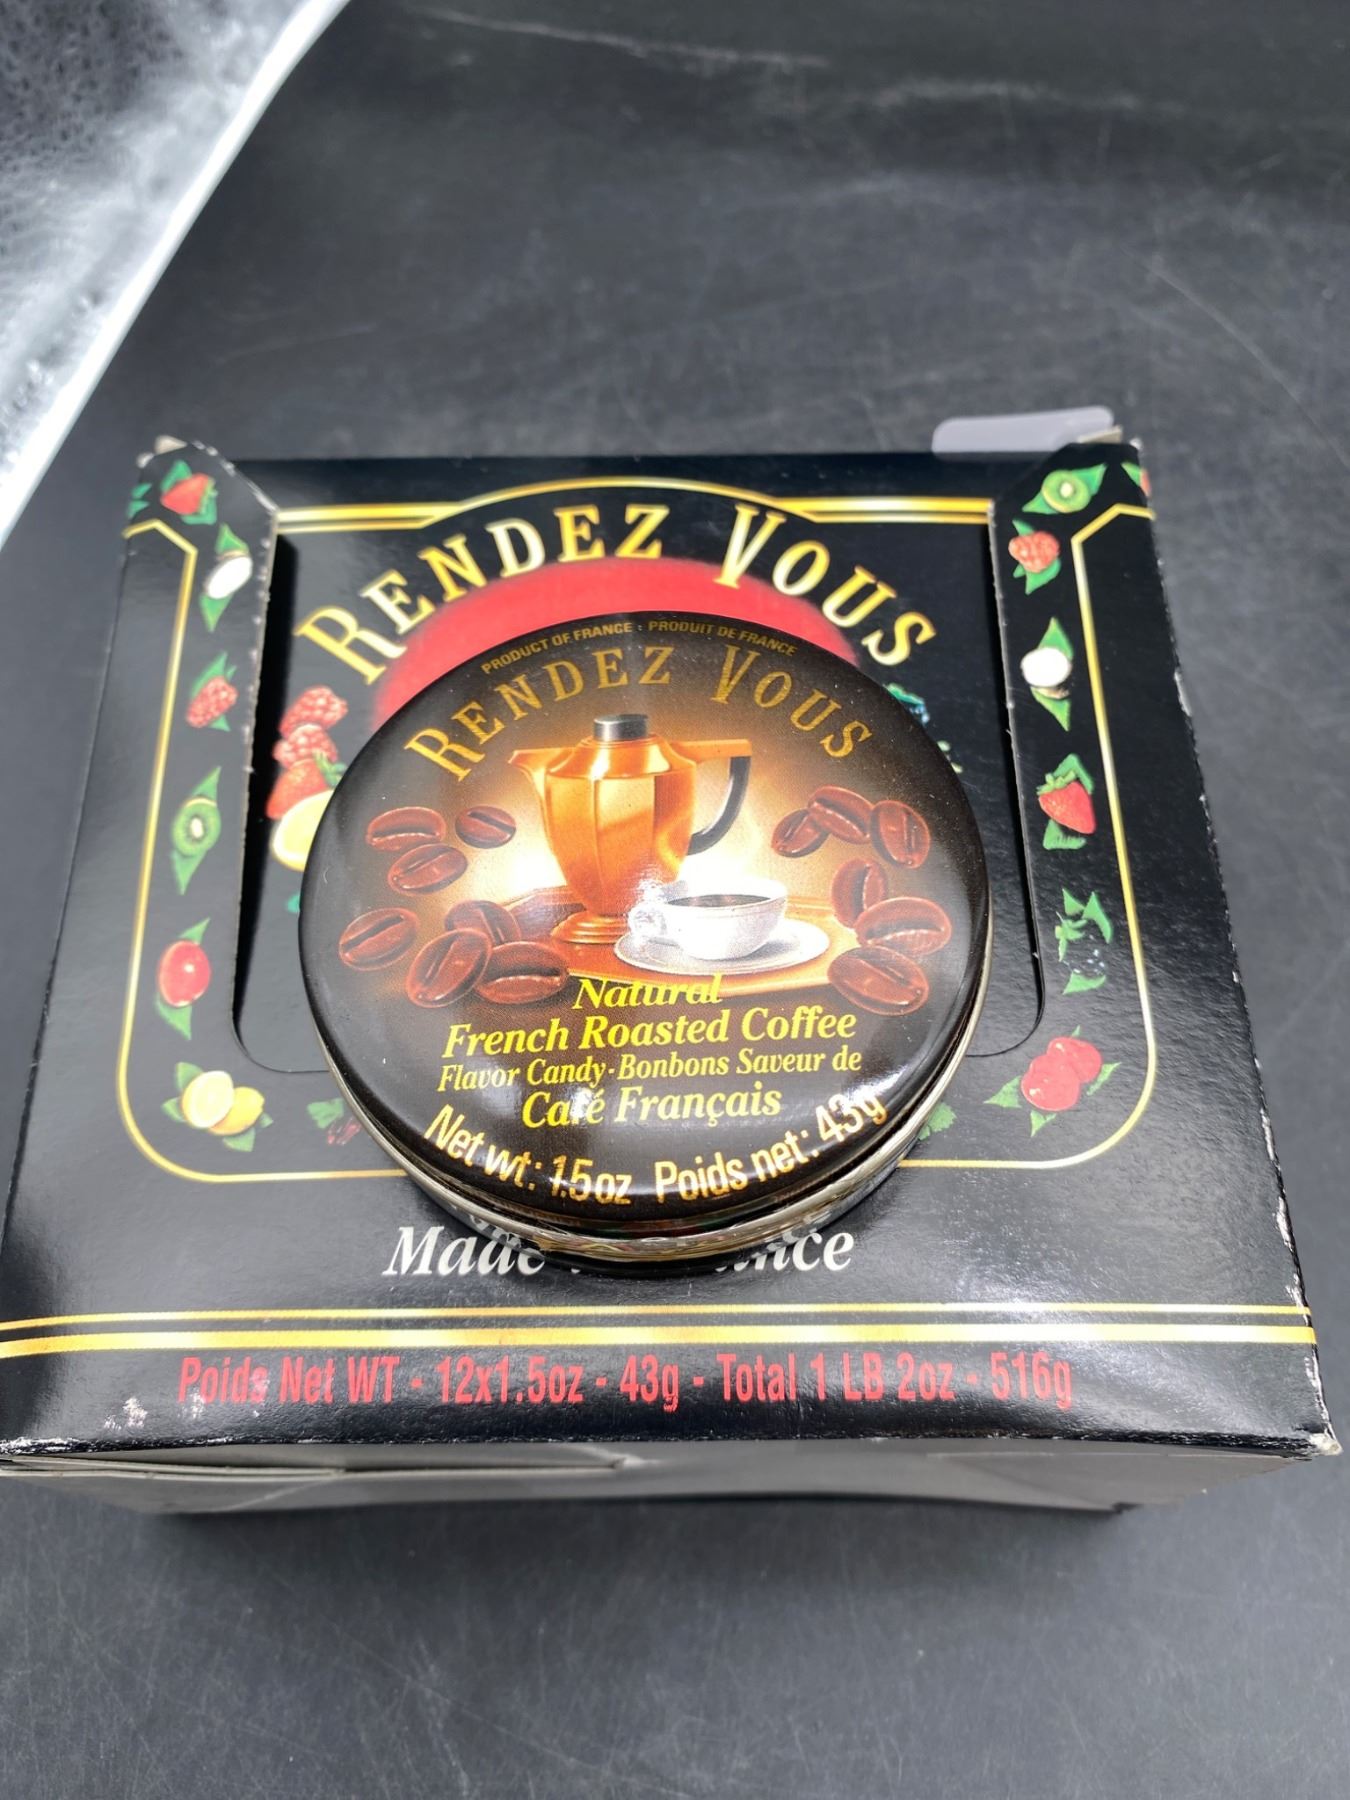 RENDEZ VOUS
PRODUCT OF FRANCE : PRODUIT DE FRANCE
RENDEZ VOUS
Natural
French Roasted Coffee
Flavor Candy·Bonbons Saveur de
Café Français
Net wt: 1.5oz Poids net: 43g
Made
Poids Net WT - 12x1.5oz - 43g - Total 1 LB 2oz - 516g